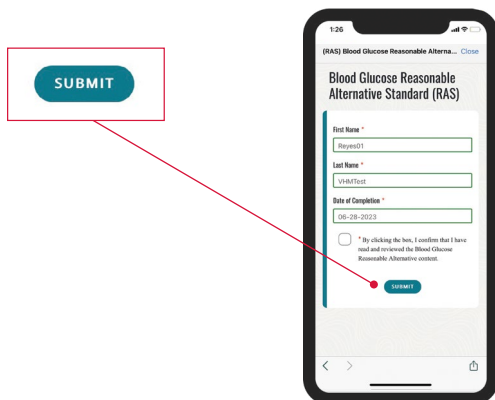 SUBMIT
1:26
(RAS) Blood Glucose Reasonable Alterna... Close
Blood Glucose Reasonable
Alternative Standard (RAS)
First Name *
Reyes01
Last Name *
VHMTest
Date of Completion *
06-28-2023
* By clicking the box, I confirm that I have
read and reviewed the Blood Glucose
Reasonable Alternative content.
SUBMIT